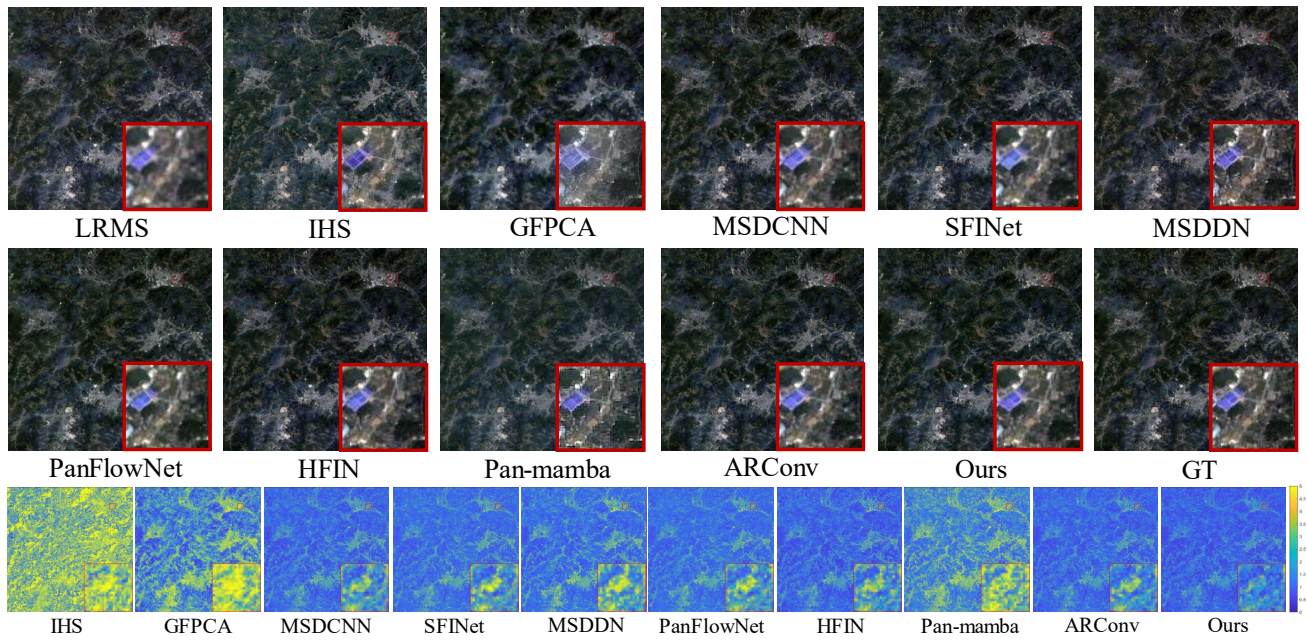 LRMS IHS GFPCA MSDCNN SFINet MSDDN
PanFlowNet HFIN Pan-mamba ARConv Ours GT
IHS GFPCA MSDCNN SFINet MSDDN PanFlowNet HFIN Pan-mamba ARConv Ours